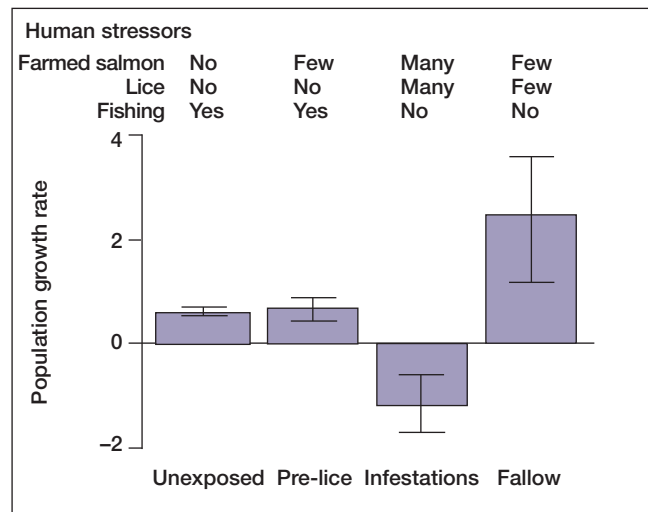 Human stressors
Farmed salmon No Few Many Few
Lice No No Many Few
Fishing Yes Yes No No
4
2
0
–2
Population growth rate
Unexposed Pre-lice Infestations Fallow